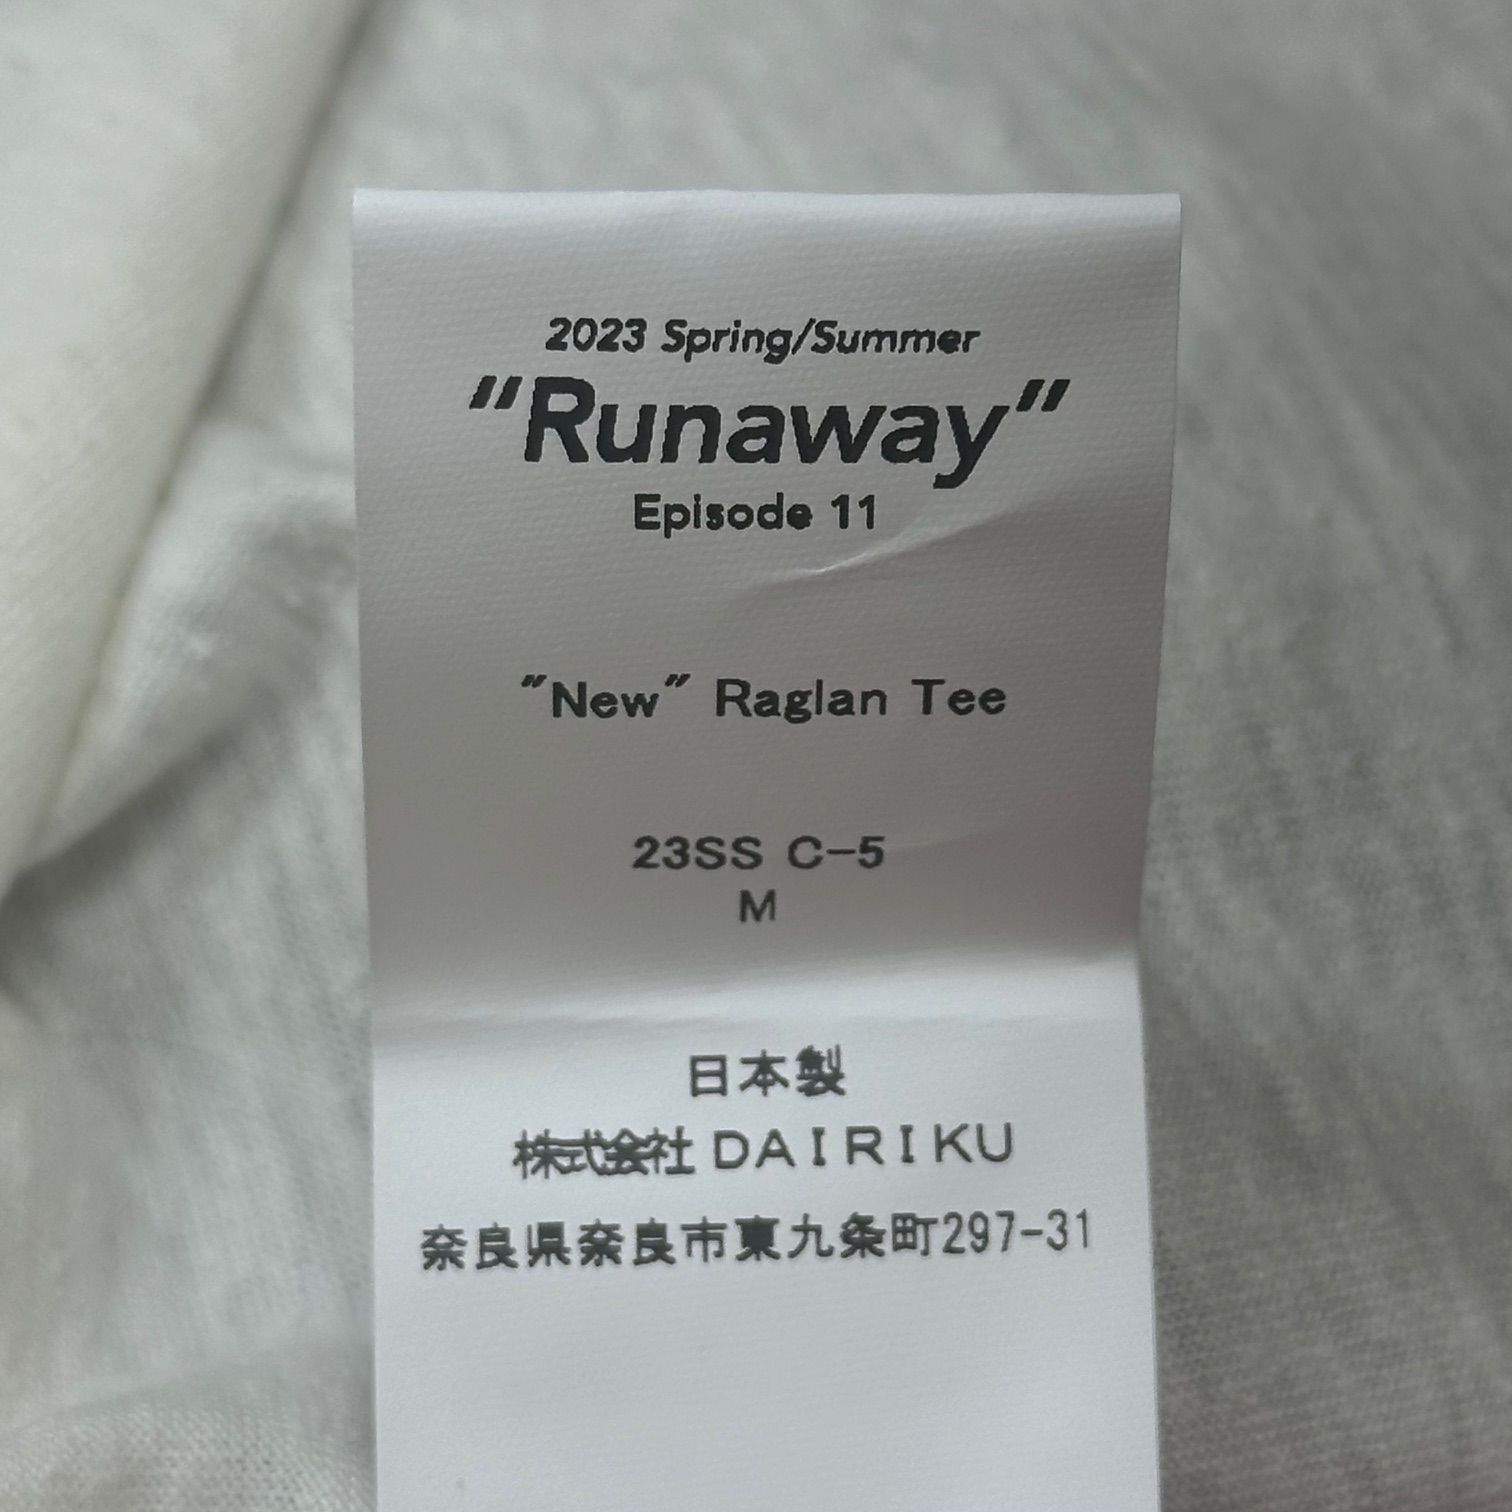 2023 Spring/Summer
“Runaway”
Episode 11
"New" Raglan Tee
23SS C-5
M
日本製
株式会社 DAIRIKU
奈良県奈良市東九条町297-31